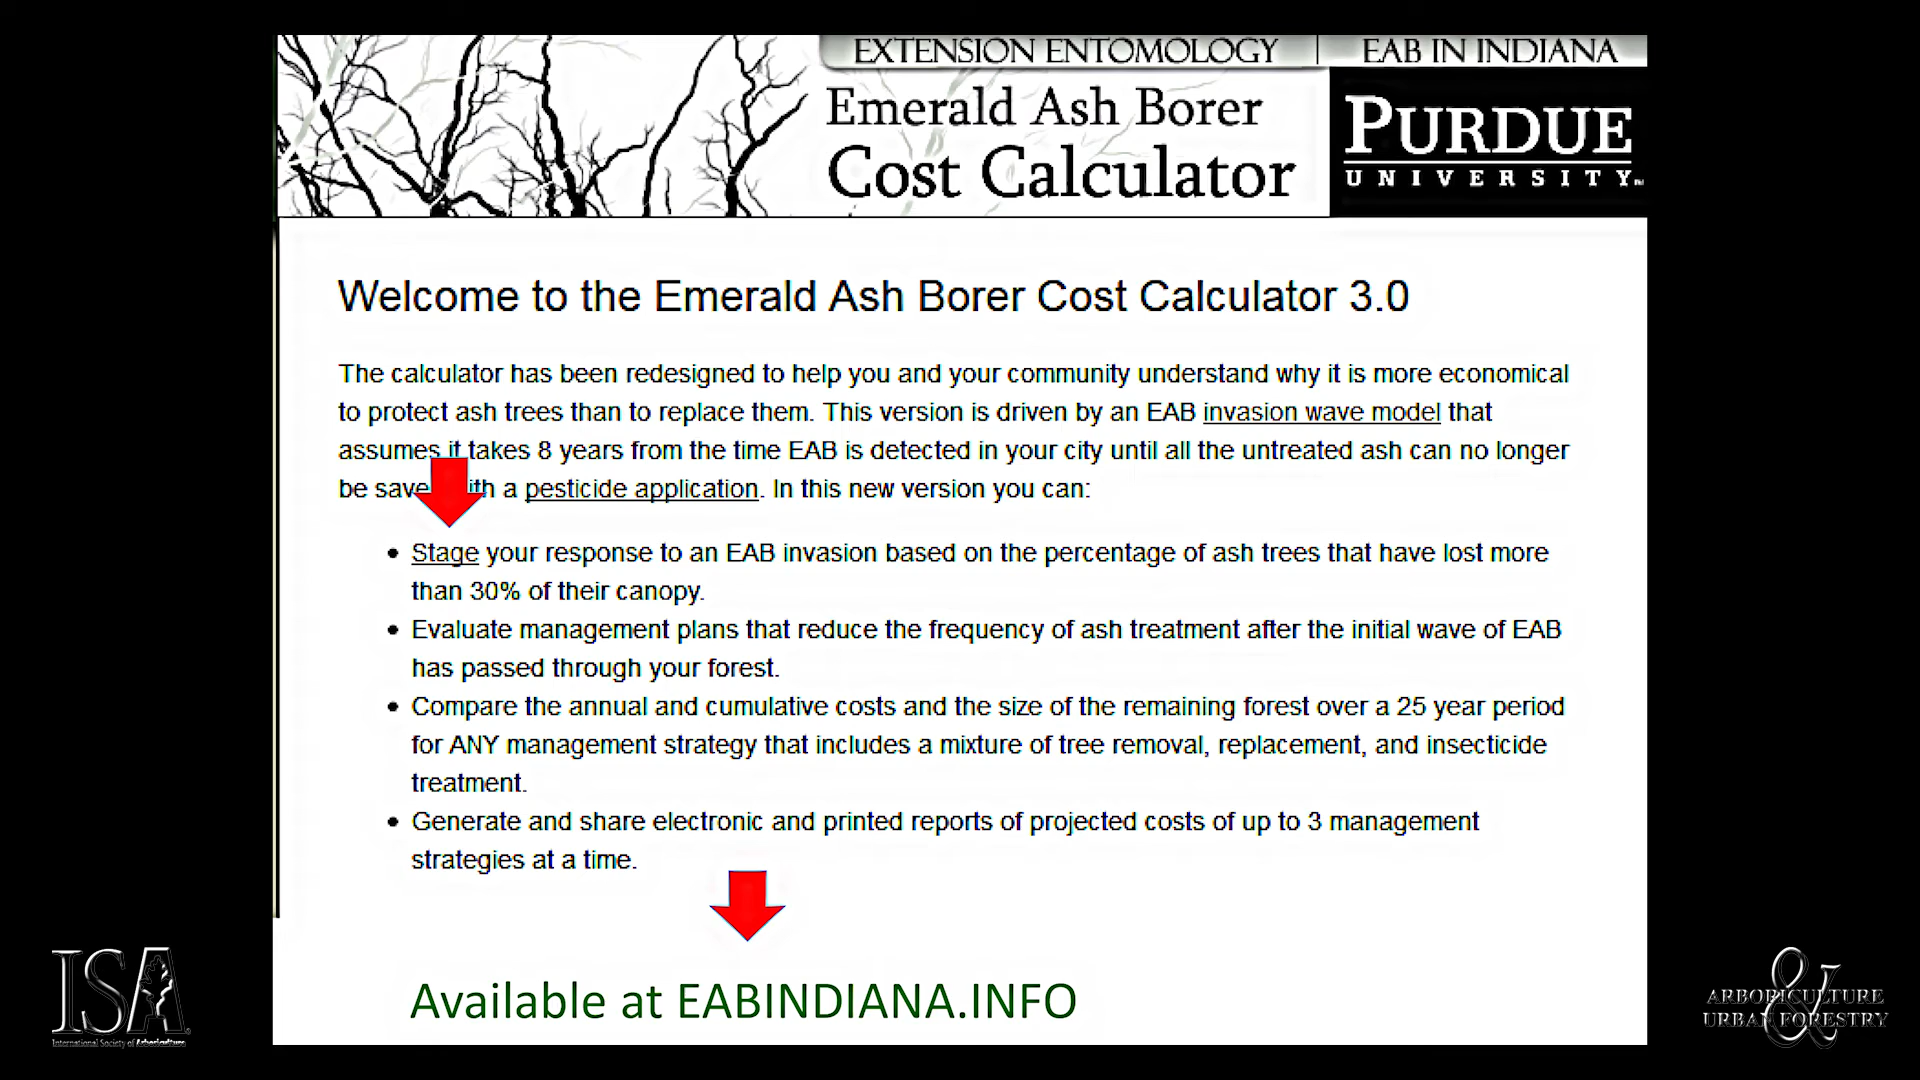 EXTENSION ENTOMOLOGY | EAB IN INDIANA
Emerald Ash Borer
Cost Calculator
PURDUE
UNIVERSITY
Welcome to the Emerald Ash Borer Cost Calculator 3.0
The calculator has been redesigned to help you and your community understand why it is more economical
to protect ash trees than to replace them. This version is driven by an EAB invasion wave model that
assumes it takes 8 years from the time EAB is detected in your city until all the untreated ash can no longer
be save ith a pesticide application. In this new version you can:
• Stage your response to an EAB invasion based on the percentage of ash trees that have lost more
than 30% of their canopy.
• Evaluate management plans that reduce the frequency of ash treatment after the initial wave of EAB
has passed through your forest.
• Compare the annual and cumulative costs and the size of the remaining forest over a 25 year period
for ANY management strategy that includes a mixture of tree removal, replacement, and insecticide
treatment.
• Generate and share electronic and printed reports of projected costs of up to 3 management
strategies at a time.
Available at EABINDIANA.INFO
ISA
International Society of Arboriculture
&
ARBORICULTURE
URBAN FORESTRY